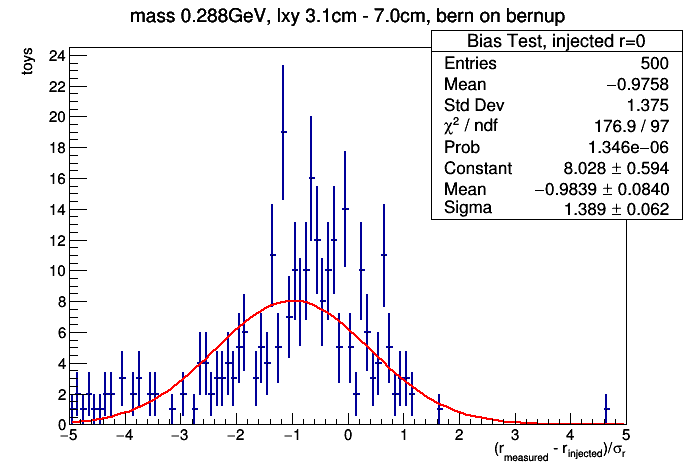 mass 0.288GeV, lxy 3.1cm - 7.0cm, bern on bernup
Bias Test, injected r=0
Entries 500
Mean −0.9758
Std Dev 1.375
χ² / ndf 176.9 / 97
Prob 1.346e−06
Constant 8.028 ± 0.594
Mean −0.9839 ± 0.0840
Sigma 1.389 ± 0.062
toys
24
22
20
18
16
14
12
10
8
6
4
2
0
−5 −4 −3 −2 −1 0 1 2 3 4 5
(r_measured - r_injected)/σ_r